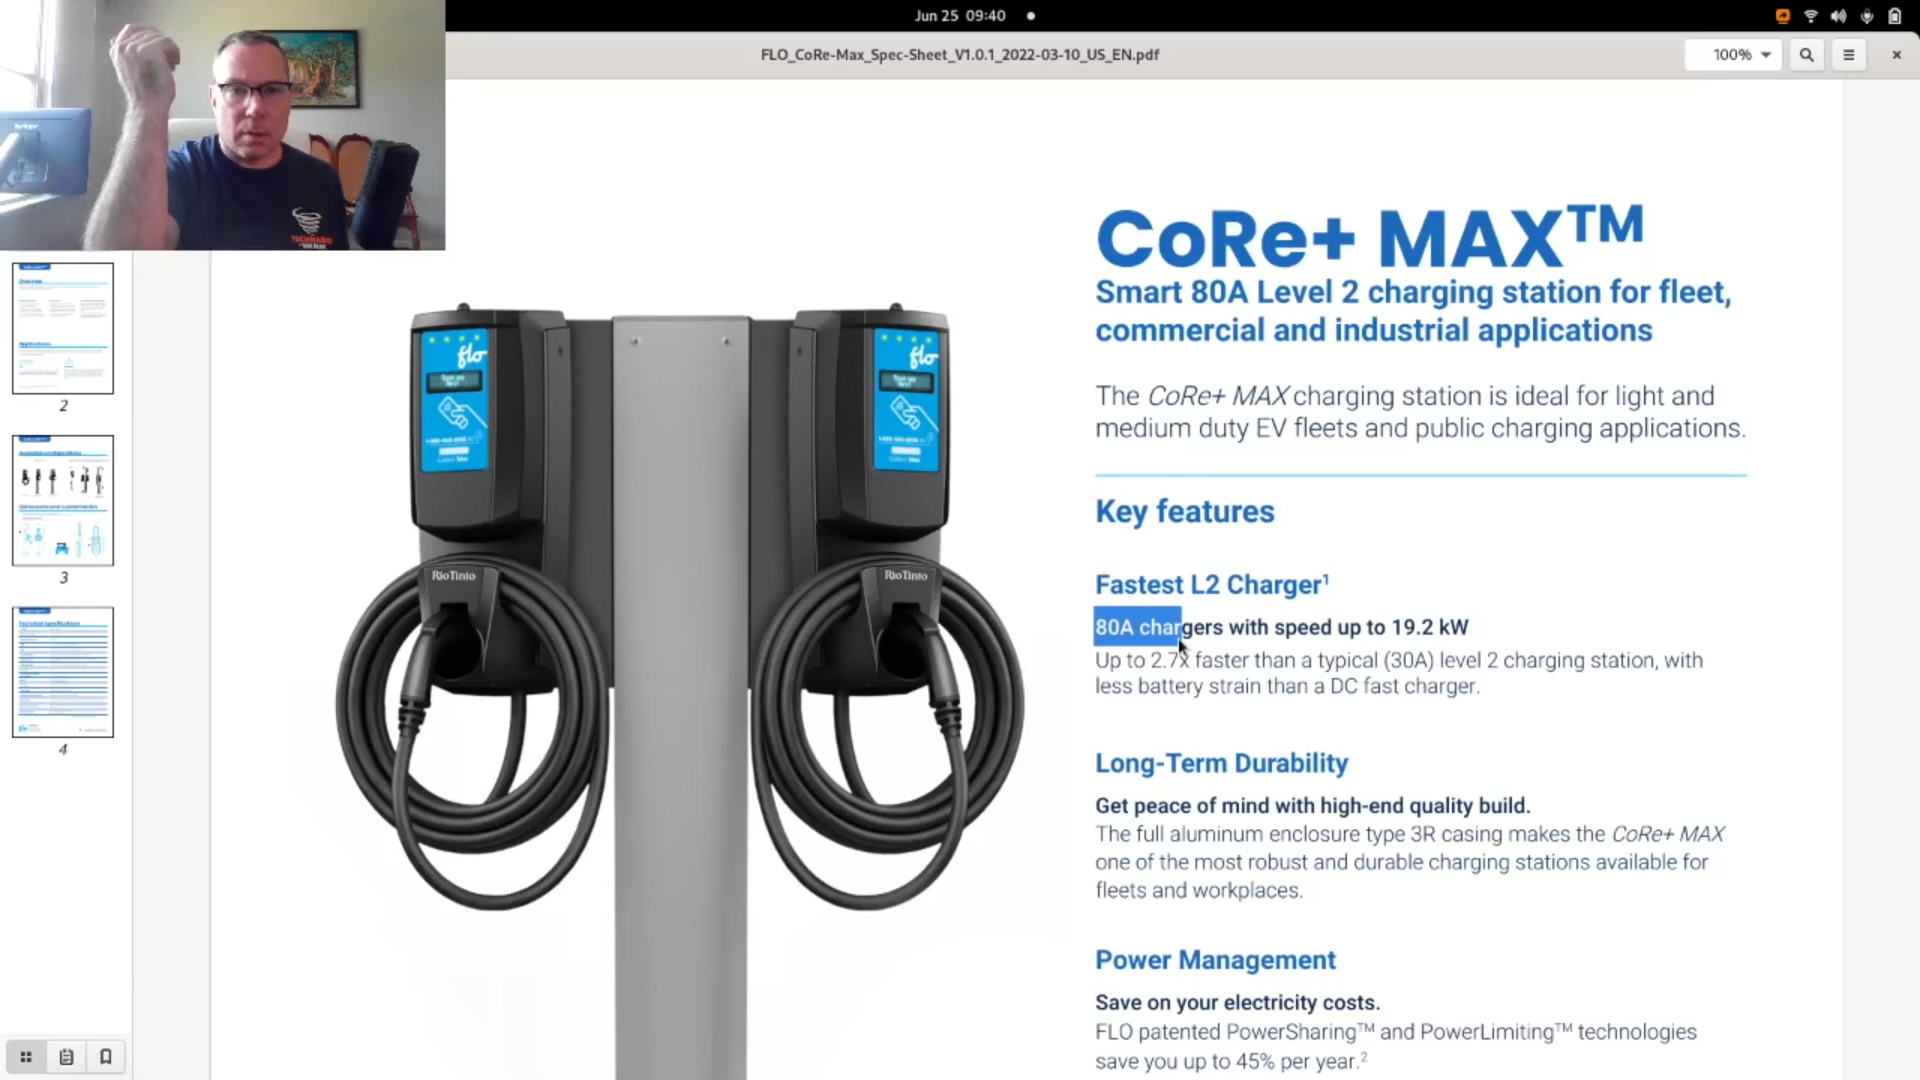 Jun 25 09:40
FLO_CoRe-Max_Spec-Sheet_V1.0.1_2022-03-10_US_EN.pdf
100%
CoRe+ MAX™
Smart 80A Level 2 charging station for fleet,
commercial and industrial applications
The CoRe+ MAX charging station is ideal for light and
medium duty EV fleets and public charging applications.
Key features
Fastest L2 Charger¹
80A chargers with speed up to 19.2 kW
Up to 2.7x faster than a typical (30A) level 2 charging station, with
less battery strain than a DC fast charger.
Long-Term Durability
Get peace of mind with high-end quality build.
The full aluminum enclosure type 3R casing makes the CoRe+ MAX
one of the most robust and durable charging stations available for
fleets and workplaces.
Power Management
Save on your electricity costs.
FLO patented PowerSharing™ and PowerLimiting™ technologies
save you up to 45% per year.²
flo
flo
RioTinto
RioTinto
Overview
Applications
2
3
Technical specifications
4